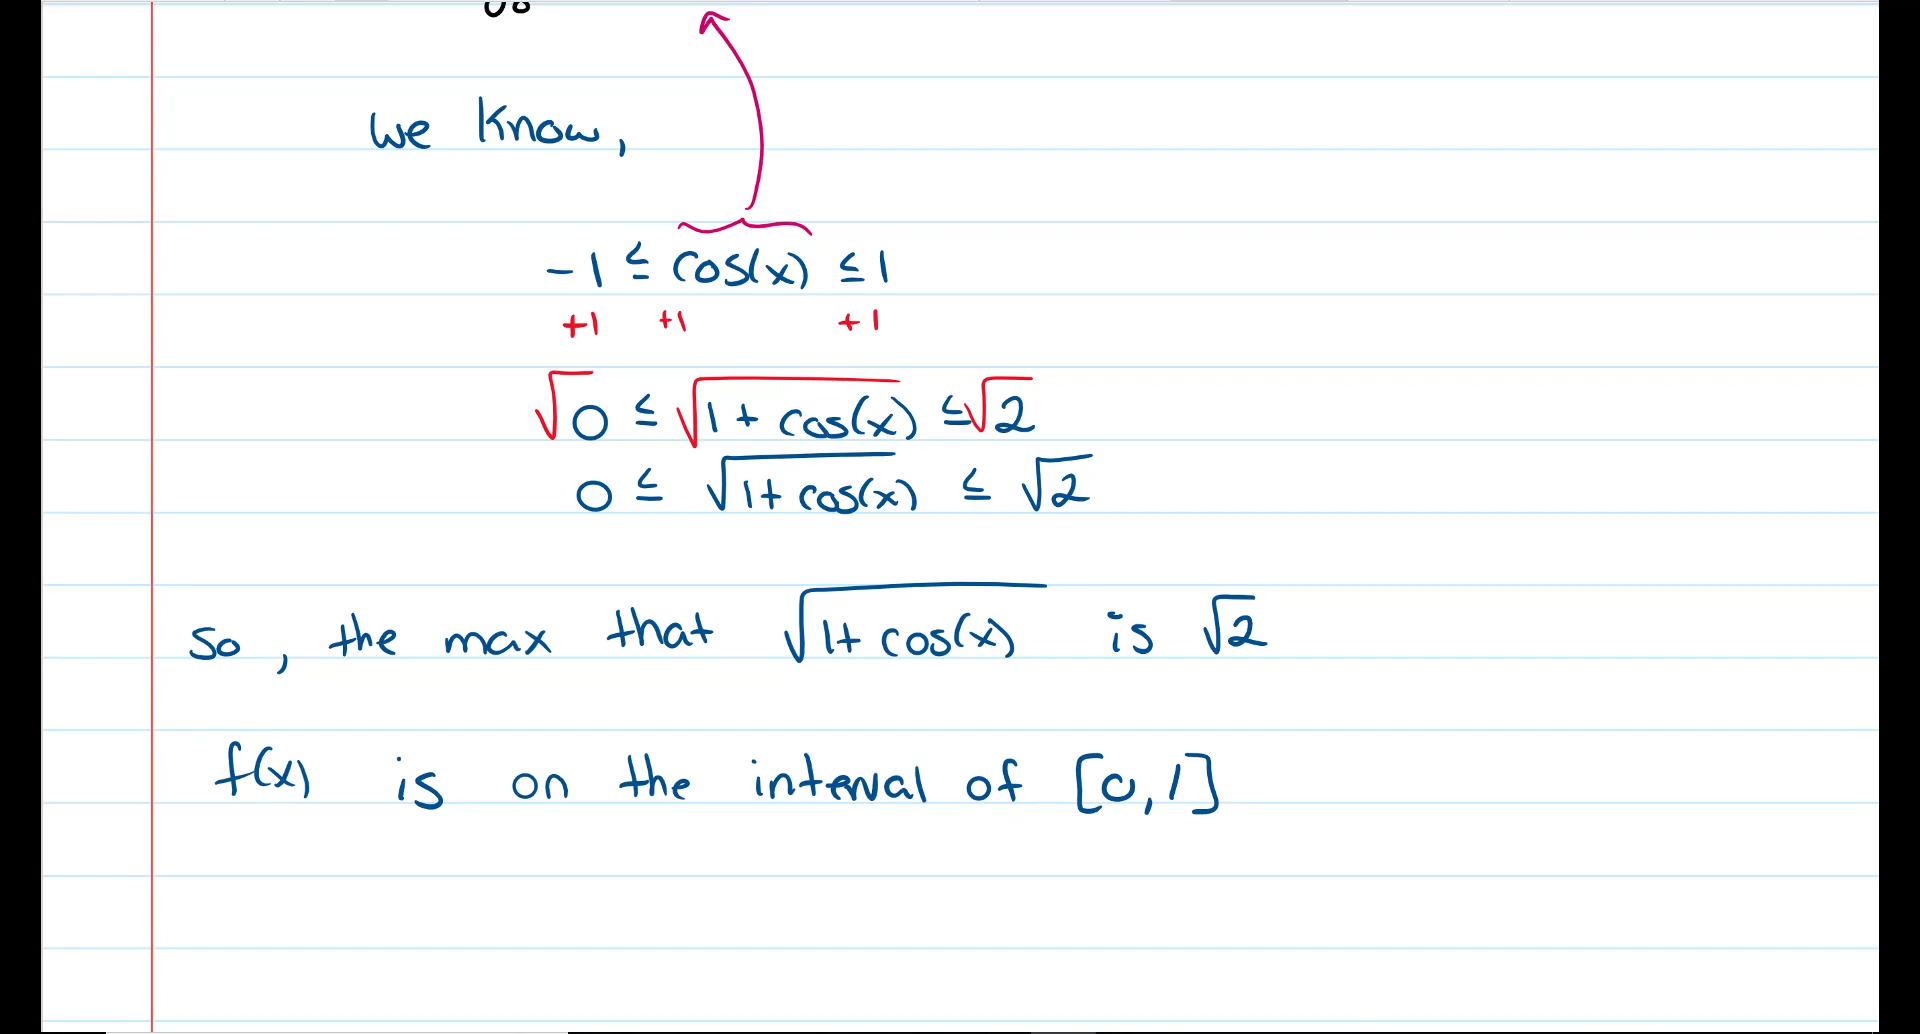 we know,
-1 ≤ cos(x) ≤ 1
+1 +1 +1
√0 ≤ √(1 + cos(x)) ≤ √2
0 ≤ √(1+ cos(x)) ≤ √2
so, the max that √(1+ cos(x)) is √2
f(x) is on the interval of [0,1]